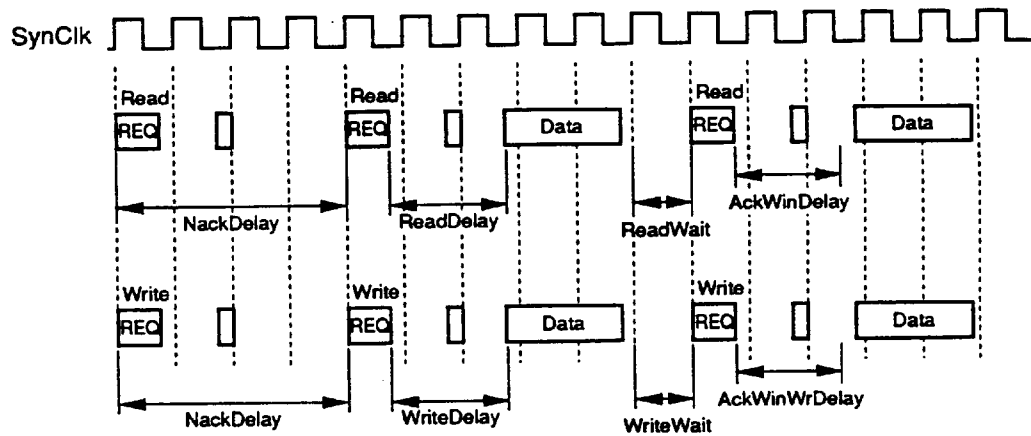 SynClk
Read Read Read
REQ REQ Data REQ Data
NackDelay ReadDelay ReadWait AckWinDelay
Write Write Write
REQ REQ Data REQ Data
NackDelay WriteDelay WriteWait AckWinWrDelay